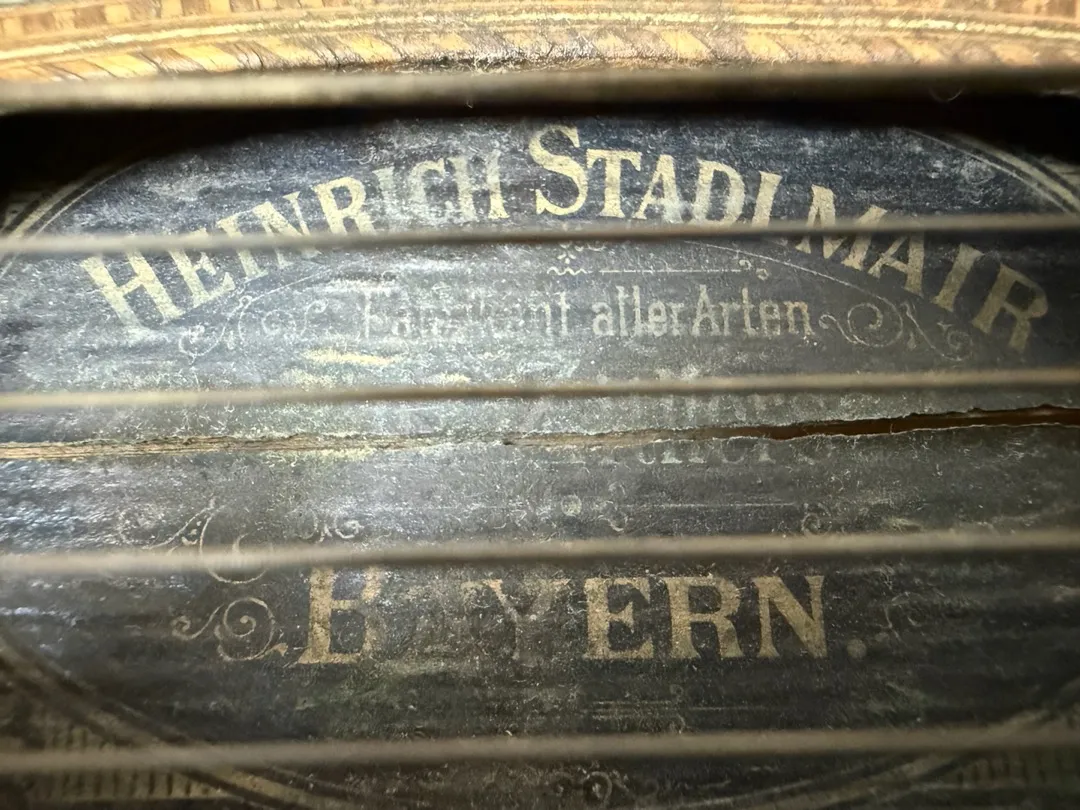 HEINRICH STADLMAIR
Fabrikant aller Arten
BAYERN.